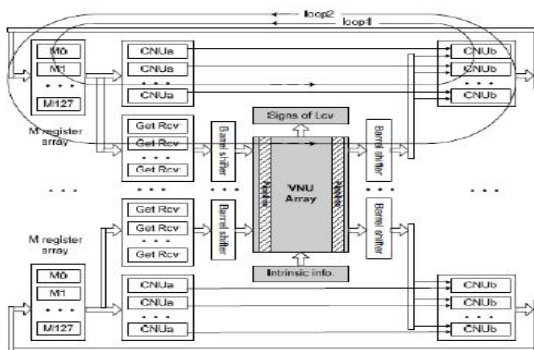 loop2
loop1
M0
M1
• • •
M127
M register
array
CNUa
CNUa
• • •
CNUa
CNUb
CNUb
• • •
CNUb
Signs of Lcv
Get Rcv
Get Rcv
• • •
Get Rcv
Barrel shifter
VNU
Array
Barrel shifter
• • •
• • •
• • •
• • •
M register
array
Get Rcv
Get Rcv
• • •
Get Rcv
Barrel shifter
Barrel shifter
Intrinsic info.
M0
M1
• • •
M127
CNUa
CNUa
• • •
CNUa
CNUb
CNUb
• • •
CNUb